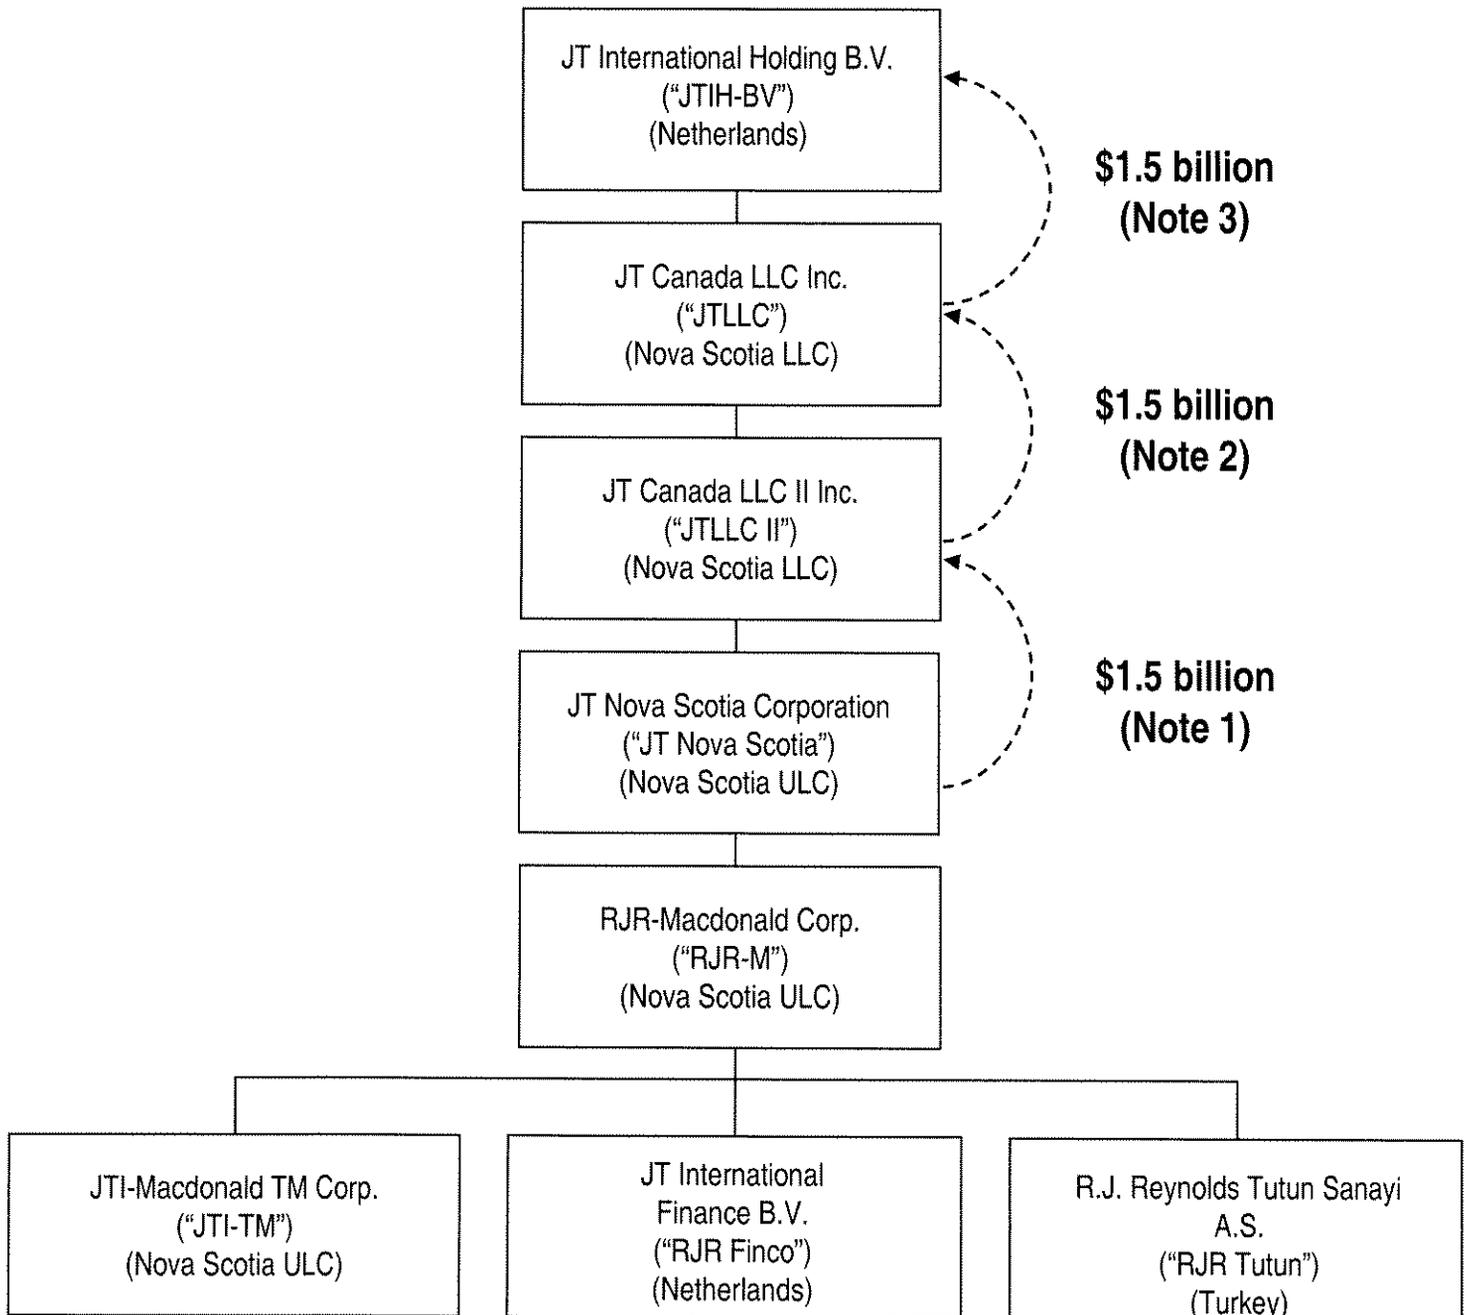 JT International Holding B.V.
("JTIH-BV")
(Netherlands)
$1.5 billion
(Note 3)
JT Canada LLC Inc.
("JTLLC")
(Nova Scotia LLC)
$1.5 billion
(Note 2)
JT Canada LLC II Inc.
("JTLLC II")
(Nova Scotia LLC)
$1.5 billion
(Note 1)
JT Nova Scotia Corporation
("JT Nova Scotia")
(Nova Scotia ULC)
RJR-Macdonald Corp.
("RJR-M")
(Nova Scotia ULC)
JTI-Macdonald TM Corp.
("JTI-TM")
(Nova Scotia ULC)
JT International
Finance B.V.
("RJR Finco")
(Netherlands)
R.J. Reynolds Tutun Sanayi
A.S.
("RJR Tutun")
(Turkey)